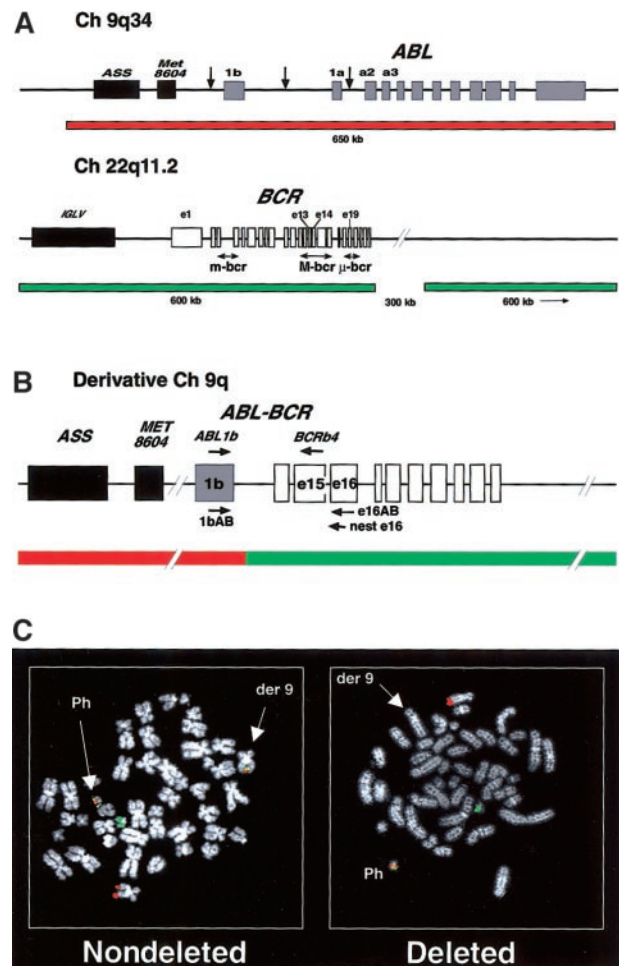 A Ch 9q34
ABL
ASS Met 8604 1b 1a a2 a3
650 kb
Ch 22q11.2
BCR
IGLV e1 e13 e14 e19
m-bcr M-bcr µ-bcr
600 kb 300 kb 600 kb
B Derivative Ch 9q
ABL-BCR
ASS MET 8604 ABL1b BCRb4
1b e15 e16
1bAB e16AB
nest e16
C
Ph der 9 der 9
Ph
Nondeleted Deleted